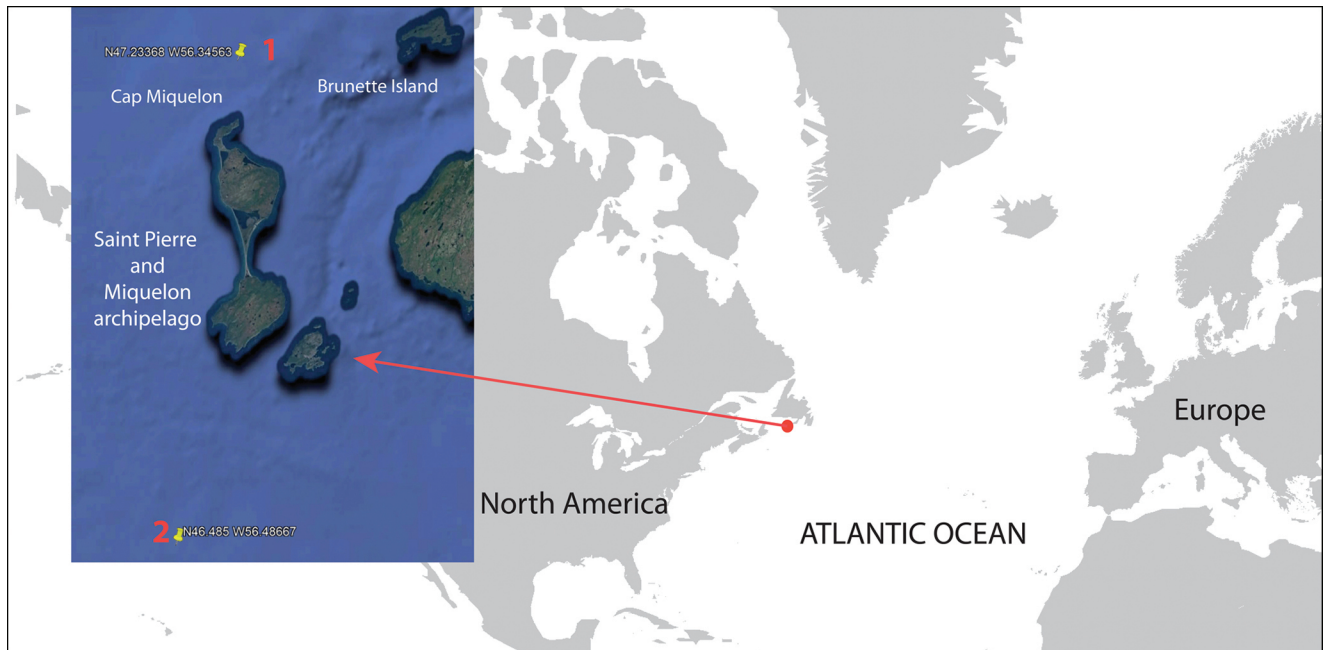 N47.23368 W56.34563 1
Cap Miquelon
Brunette Island
Saint Pierre
and
Miquelon
archipelago
2 N46.485 W56.48667
North America
ATLANTIC OCEAN
Europe